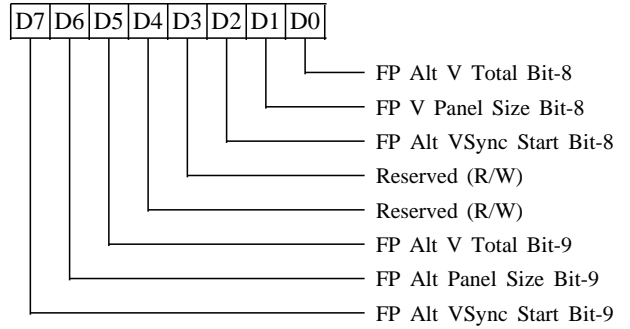 D7 D6 D5 D4 D3 D2 D1 D0
FP Alt V Total Bit-8
FP V Panel Size Bit-8
FP Alt VSync Start Bit-8
Reserved (R/W)
Reserved (R/W)
FP Alt V Total Bit-9
FP Alt Panel Size Bit-9
FP Alt VSync Start Bit-9